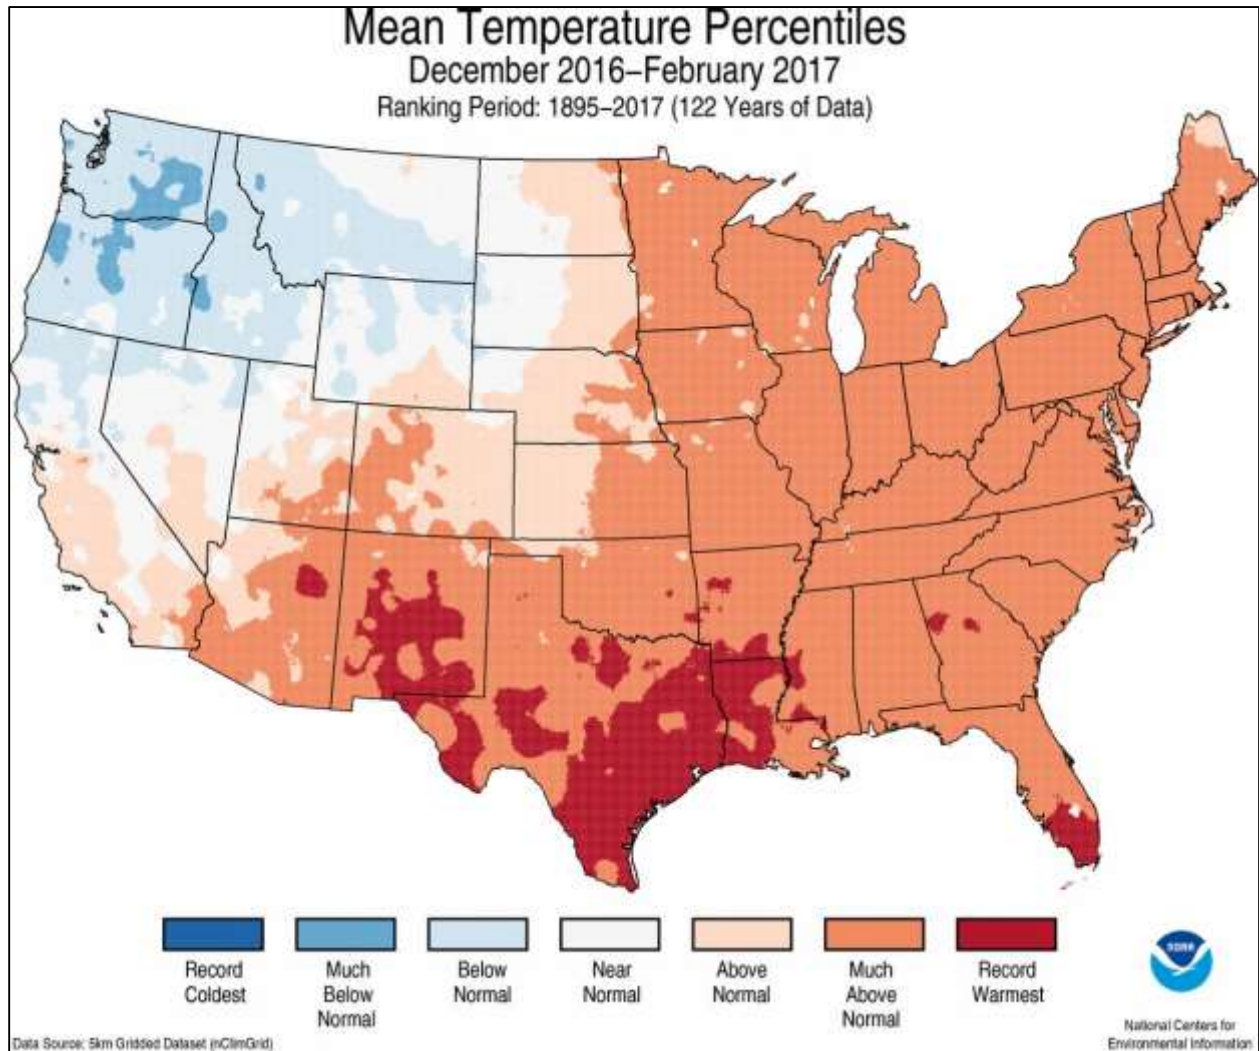 Mean Temperature Percentiles
December 2016–February 2017
Ranking Period: 1895–2017 (122 Years of Data)
Record
Coldest
Much
Below
Normal
Below
Normal
Near
Normal
Above
Normal
Much
Above
Normal
Record
Warmest
NOAA
National Centers for
Environmental Information
Data Source: 5km Gridded Dataset (nClimGrid)